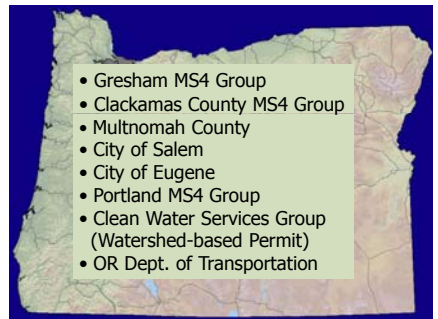 • Gresham MS4 Group
• Clackamas County MS4 Group
• Multnomah County
• City of Salem
• City of Eugene
• Portland MS4 Group
• Clean Water Services Group
(Watershed-based Permit)
• OR Dept. of Transportation